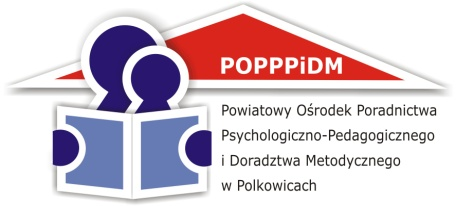 POPPPiDM
Powiatowy Ośrodek Poradnictwa
Psychologiczno-Pedagogicznego
i Doradztwa Metodycznego
w Polkowicach